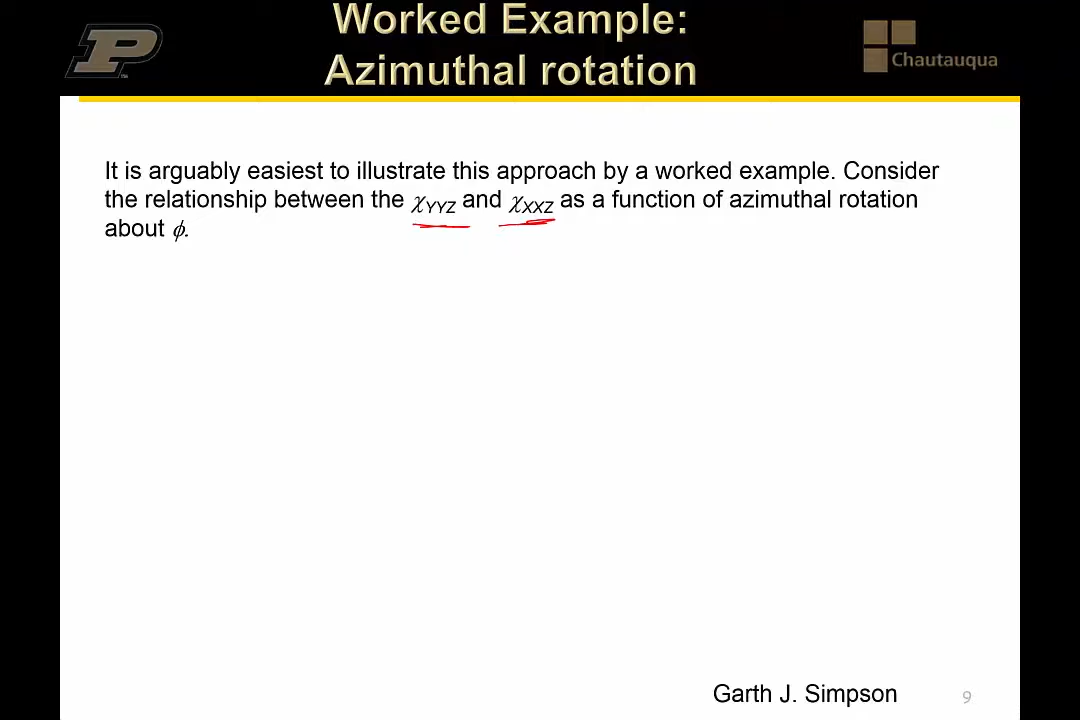 Worked Example:
Azimuthal rotation
P
Chautauqua
It is arguably easiest to illustrate this approach by a worked example. Consider
the relationship between the χYYZ and χXXZ as a function of azimuthal rotation
about ϕ.
Garth J. Simpson
9